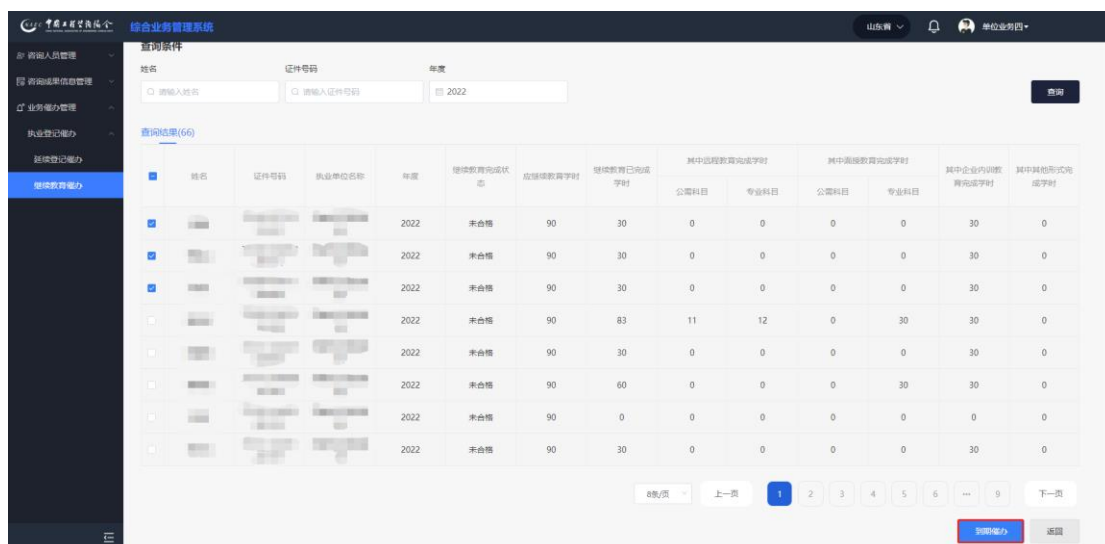 综合业务管理系统
山东省
单位业务四
咨询人员管理
咨询成果信息管理
业务催办管理
执业登记催办
延续登记催办
继续教育催办
查询条件
姓名 证件号码 年度
请输入姓名 请输入证件号码 2022 查询
查询结果(66)
姓名 证件号码 执业单位名称 年度 继续教育完成状态 应继续教育学时 继续教育已完成学时 其中远程教育完成学时 其中面授教育完成学时 其中企业内训教育完成学时 其中其他形式完成学时
公需科目 专业科目 公需科目 专业科目
2022 未合格 90 30 0 0 0 0 30 0
2022 未合格 90 30 0 0 0 0 30 0
2022 未合格 90 30 0 0 0 0 30 0
2022 未合格 90 83 11 12 0 30 30 0
2022 未合格 90 30 0 0 0 0 30 0
2022 未合格 90 60 0 0 0 30 30 0
2022 未合格 90 0 0 0 0 0 0 0
2022 未合格 90 30 0 0 0 0 30 0
8条/页 上一页 1 2 3 4 5 6 ... 9 下一页
到期催办 返回